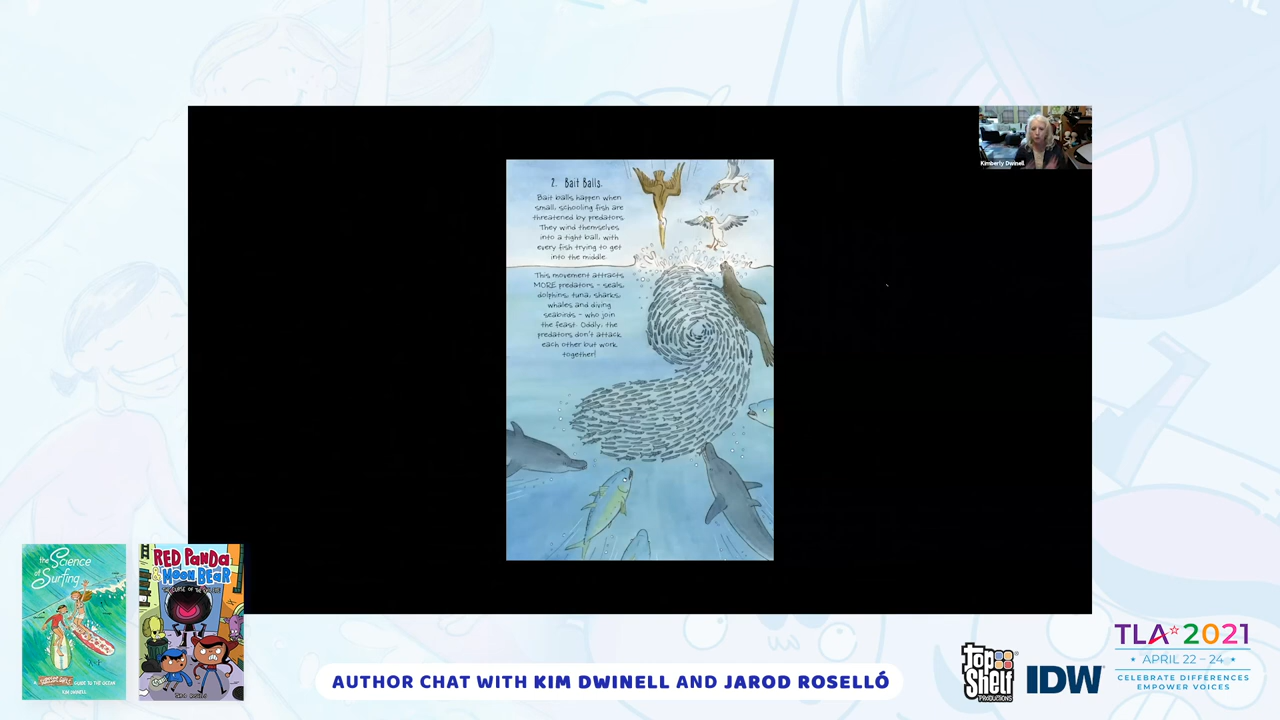 Kimberly Dwinell
2. Bait Balls.
Bait balls happen when
small, schooling fish are
threatened by predators.
They wind themselves
into a tight ball, with
every fish trying to get
into the middle.
This movement attracts
MORE predators - seals,
dolphins, tuna, sharks,
whales and diving
seabirds - who join
the feast. Oddly, the
predators don't attack
each other but work
together!
the Science
of Surfing
GUIDE TO THE OCEAN
KIM DWINELL
RED PANDA
& MOON BEAR
AUTHOR CHAT WITH KIM DWINELL AND JAROD ROSELLÓ
Top
Shelf
PRODUCTIONS
IDW
TLA 2021
APRIL 22 – 24
CELEBRATE DIFFERENCES
EMPOWER VOICES